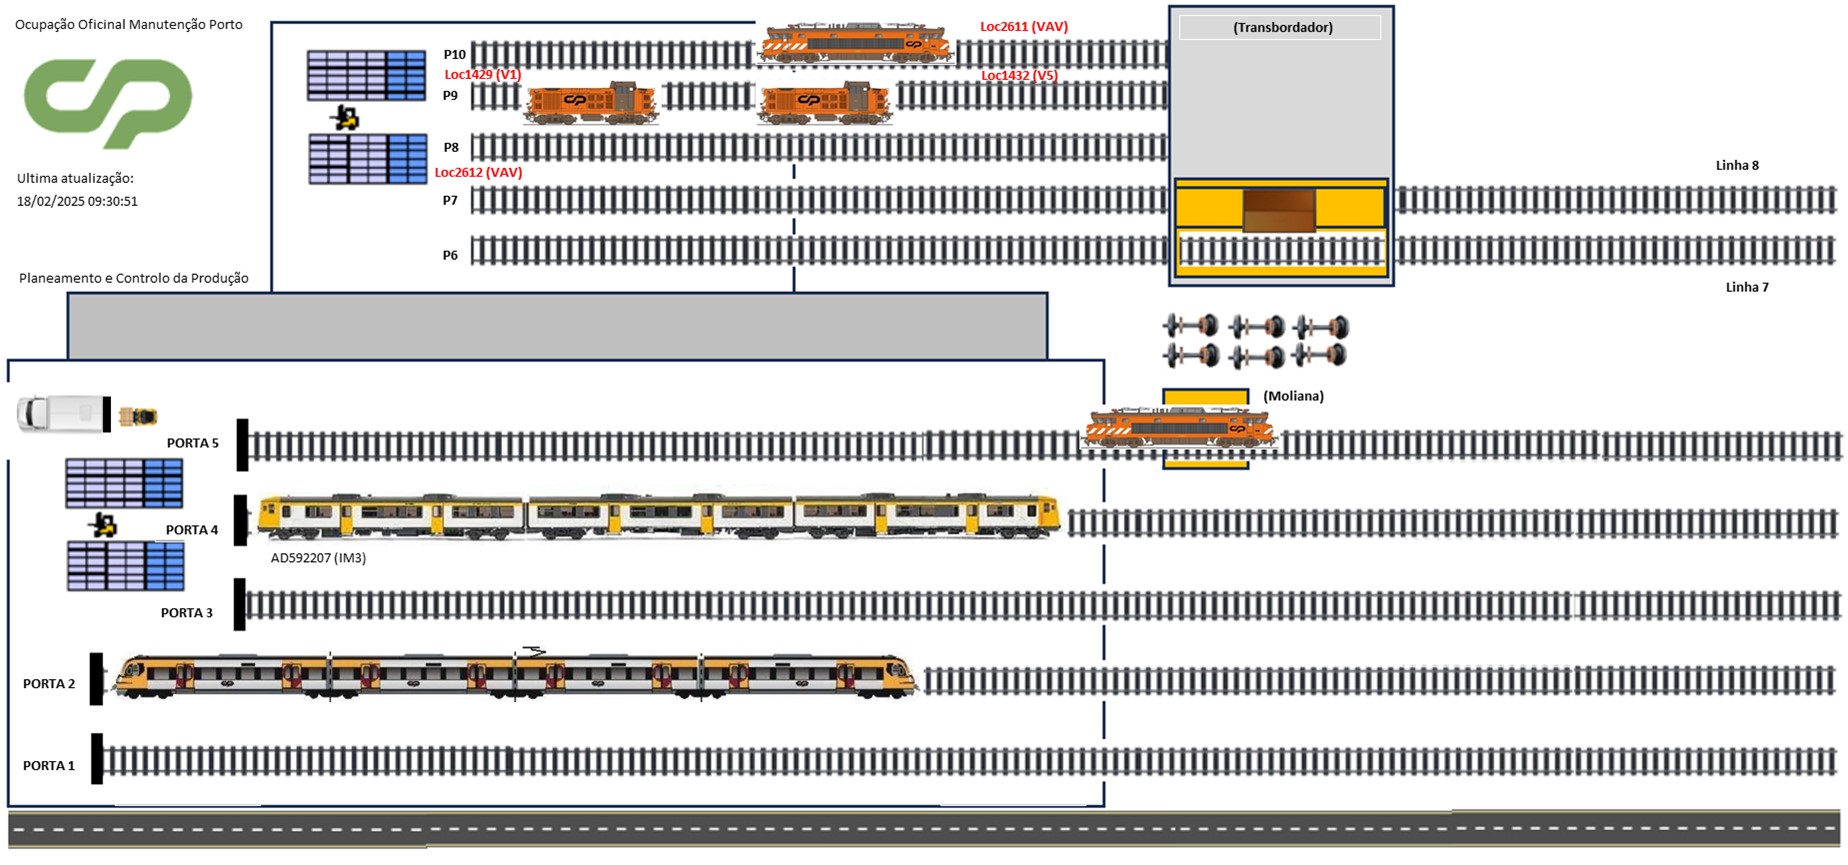 Ocupação Oficinal Manutenção Porto
Loc2611 (VAV)
(Transbordador)
P10
Loc1429 (V1)
Loc1432 (V5)
P9
P8
Loc2612 (VAV)
Linha 8
Ultima atualização:
18/02/2025 09:30:51
P7
P6
Planeamento e Controlo da Produção
Linha 7
(Moliana)
PORTA 5
PORTA 4
AD592207 (IM3)
PORTA 3
PORTA 2
PORTA 1